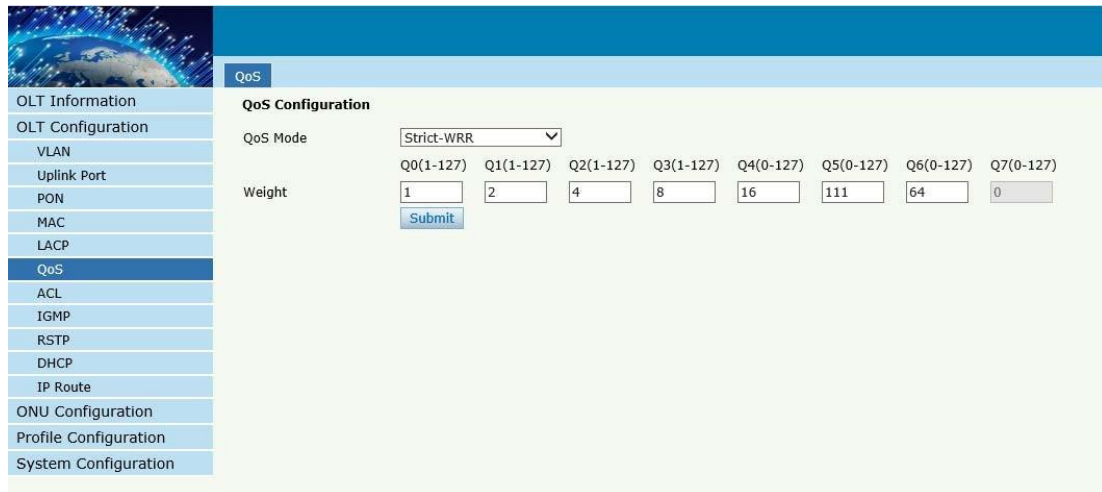 QoS
OLT Information
OLT Configuration
VLAN
Uplink Port
PON
MAC
LACP
QoS
ACL
IGMP
RSTP
DHCP
IP Route
ONU Configuration
Profile Configuration
System Configuration
QoS Configuration
QoS Mode Strict-WRR
Q0(1-127) Q1(1-127) Q2(1-127) Q3(1-127) Q4(0-127) Q5(0-127) Q6(0-127) Q7(0-127)
Weight 1 2 4 8 16 111 64 0
Submit